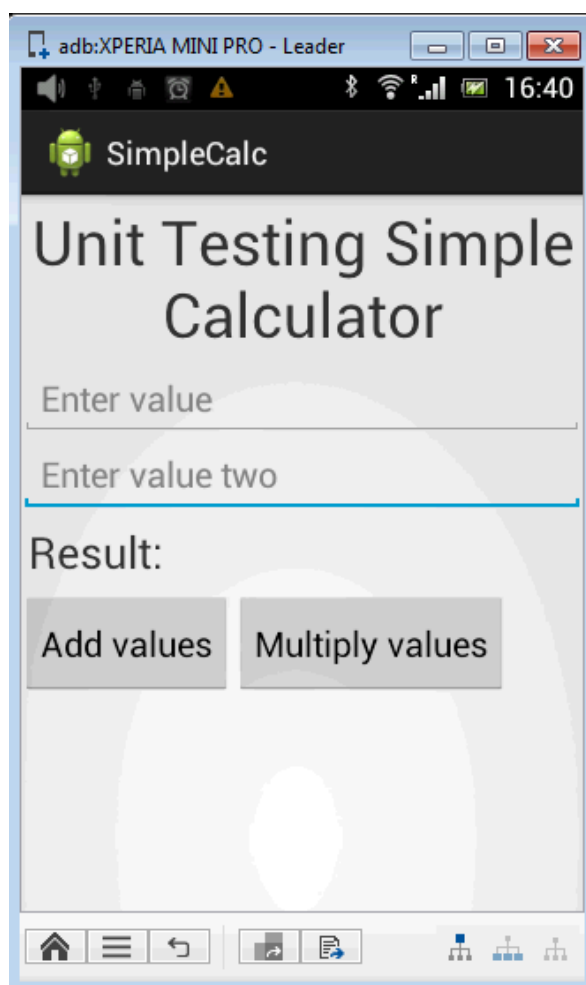 adb:XPERIA MINI PRO - Leader
R 16:40
SimpleCalc
Unit Testing Simple
Calculator
Enter value
Enter value two
Result:
Add values Multiply values